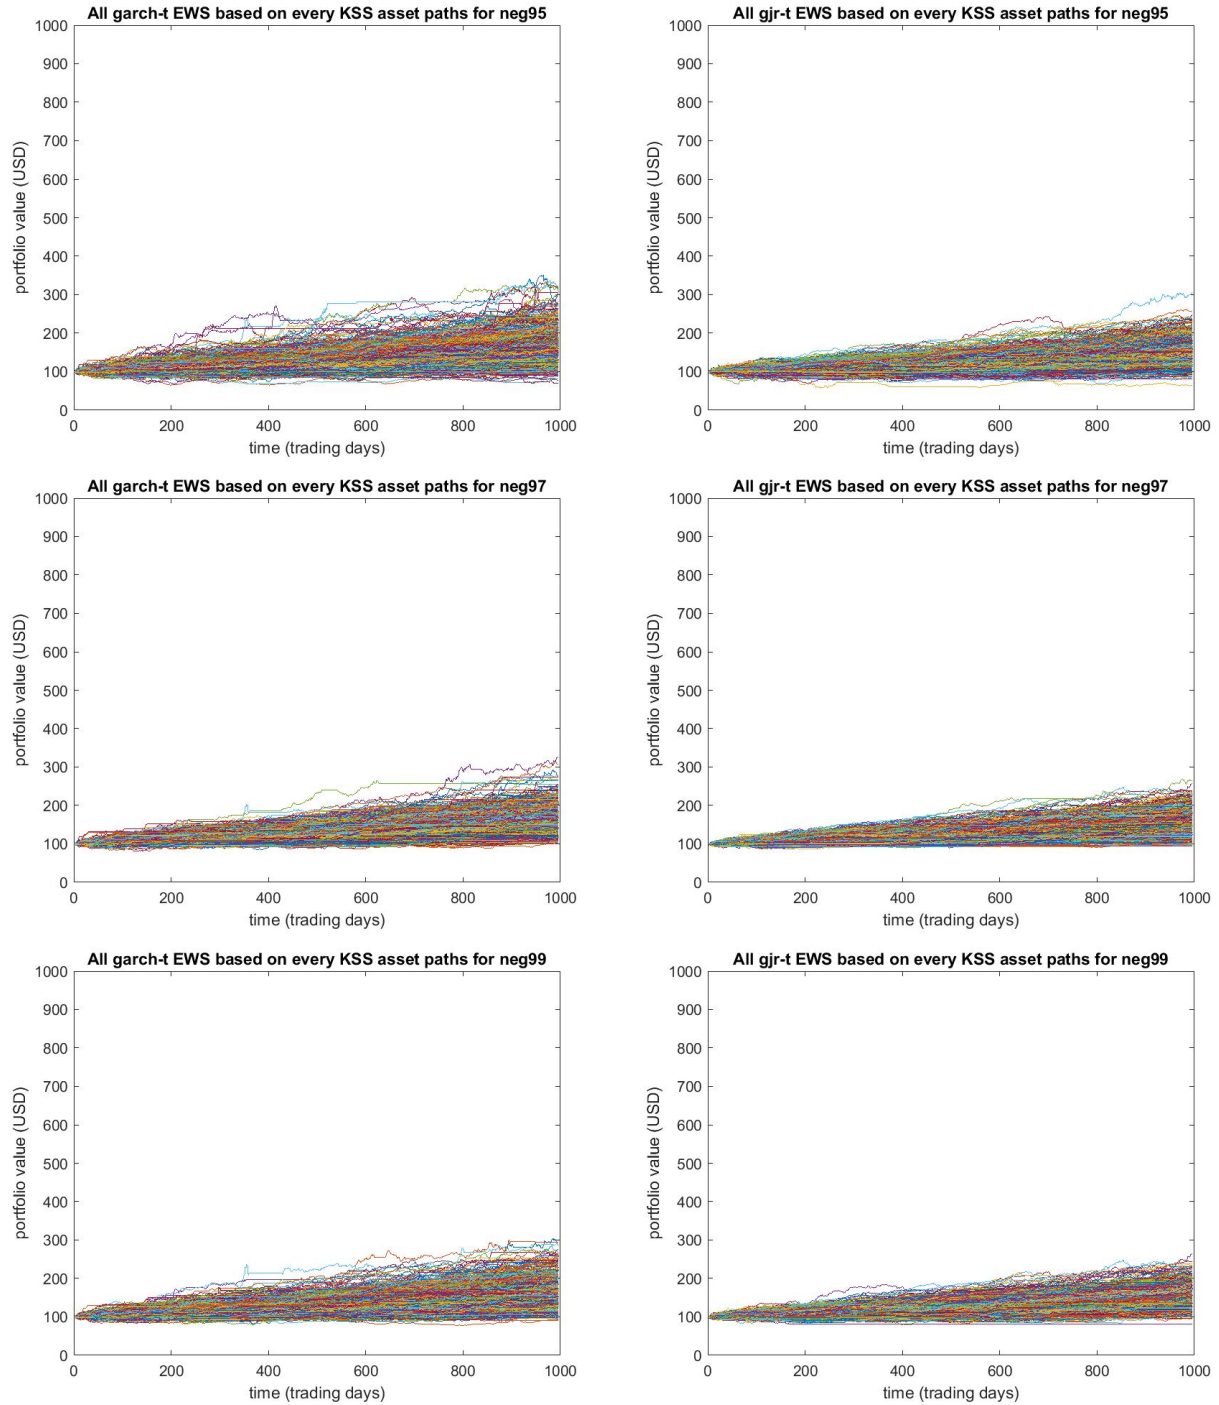 All garch-t EWS based on every KSS asset paths for neg95
1000
900
800
700
600
500
400
300
200
100
0
portfolio value (USD)
0 200 400 600 800 1000
time (trading days)
All gjr-t EWS based on every KSS asset paths for neg95
1000
900
800
700
600
500
400
300
200
100
0
portfolio value (USD)
0 200 400 600 800 1000
time (trading days)
All garch-t EWS based on every KSS asset paths for neg97
1000
900
800
700
600
500
400
300
200
100
0
portfolio value (USD)
0 200 400 600 800 1000
time (trading days)
All gjr-t EWS based on every KSS asset paths for neg97
1000
900
800
700
600
500
400
300
200
100
0
portfolio value (USD)
0 200 400 600 800 1000
time (trading days)
All garch-t EWS based on every KSS asset paths for neg99
1000
900
800
700
600
500
400
300
200
100
0
portfolio value (USD)
0 200 400 600 800 1000
time (trading days)
All gjr-t EWS based on every KSS asset paths for neg99
1000
900
800
700
600
500
400
300
200
100
0
portfolio value (USD)
0 200 400 600 800 1000
time (trading days)